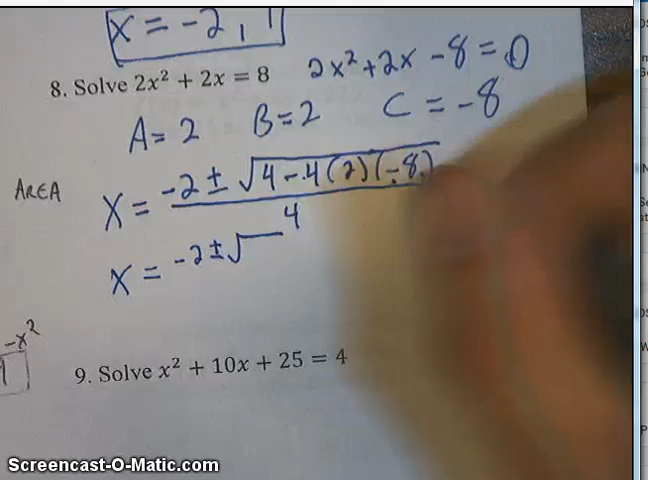 x = -2, 1
8. Solve 2x² + 2x = 8
2x² + 2x - 8 = 0
A = 2 B = 2 C = -8
AREA
x = -2 ± √4 - 4(2)(-8)
4
x = -2 ± √
-x²
9. Solve x² + 10x + 25 = 4
Screencast-O-Matic.com